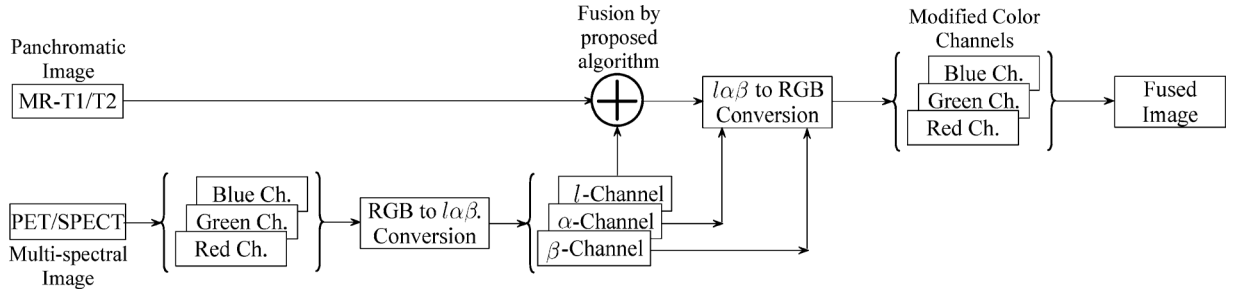 Panchromatic
Image
MR-T1/T2
Fusion by
proposed
algorithm
lαβ to RGB
Conversion
Modified Color
Channels
Blue Ch.
Green Ch.
Red Ch.
Fused
Image
PET/SPECT
Multi-spectral
Image
Blue Ch.
Green Ch.
Red Ch.
RGB to lαβ.
Conversion
l-Channel
α-Channel
β-Channel